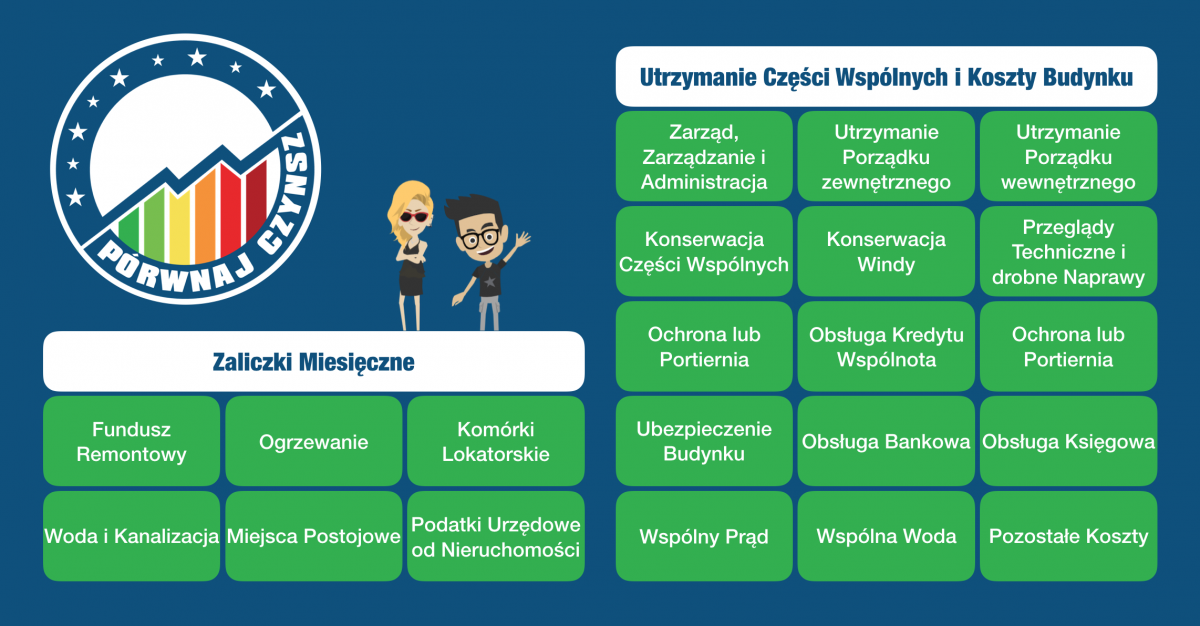 PÓRWNAJ CZYNSZ
Zaliczki Miesięczne
Fundusz
Remontowy
Ogrzewanie
Komórki
Lokatorskie
Woda i Kanalizacja
Miejsca Postojowe
Podatki Urzędowe
od Nieruchomości
Utrzymanie Części Wspólnych i Koszty Budynku
Zarząd,
Zarządzanie i
Administracja
Utrzymanie
Porządku
zewnętrznego
Utrzymanie
Porządku
wewnętrznego
Konserwacja
Części Wspólnych
Konserwacja
Windy
Przeglądy
Techniczne i
drobne Naprawy
Ochrona lub
Portiernia
Obsługa Kredytu
Wspólnota
Ochrona lub
Portiernia
Ubezpieczenie
Budynku
Obsługa Bankowa
Obsługa Księgowa
Wspólny Prąd
Wspólna Woda
Pozostałe Koszty